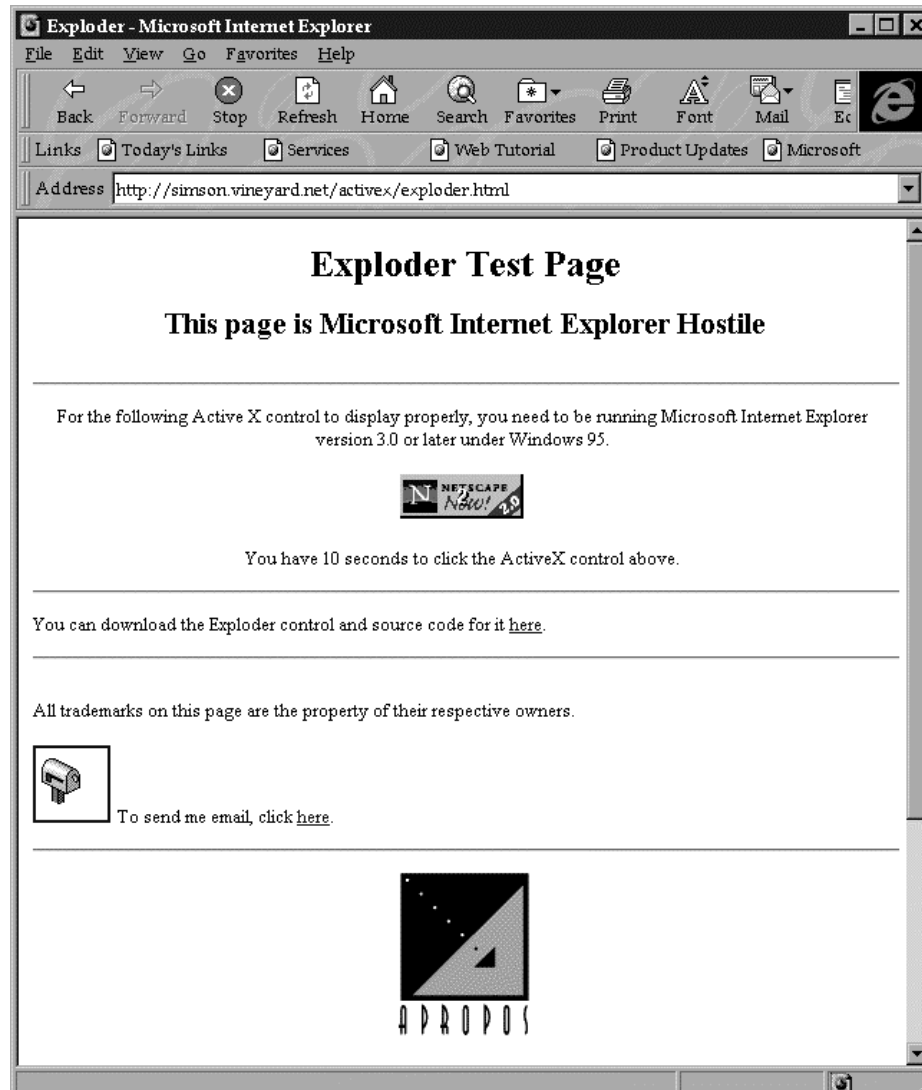 Exploder - Microsoft Internet Explorer
File Edit View Go Favorites Help
Back Forward Stop Refresh Home Search Favorites Print Font Mail Ec
Links Today's Links Services Web Tutorial Product Updates Microsoft
Address http://simson.vineyard.net/activex/exploder.html
Exploder Test Page
This page is Microsoft Internet Explorer Hostile
For the following Active X control to display properly, you need to be running Microsoft Internet Explorer
version 3.0 or later under Windows 95.
N NETSCAPE
Now! 2.0
2
You have 10 seconds to click the ActiveX control above.
You can download the Exploder control and source code for it here.
All trademarks on this page are the property of their respective owners.
To send me email, click here.
APROPOS